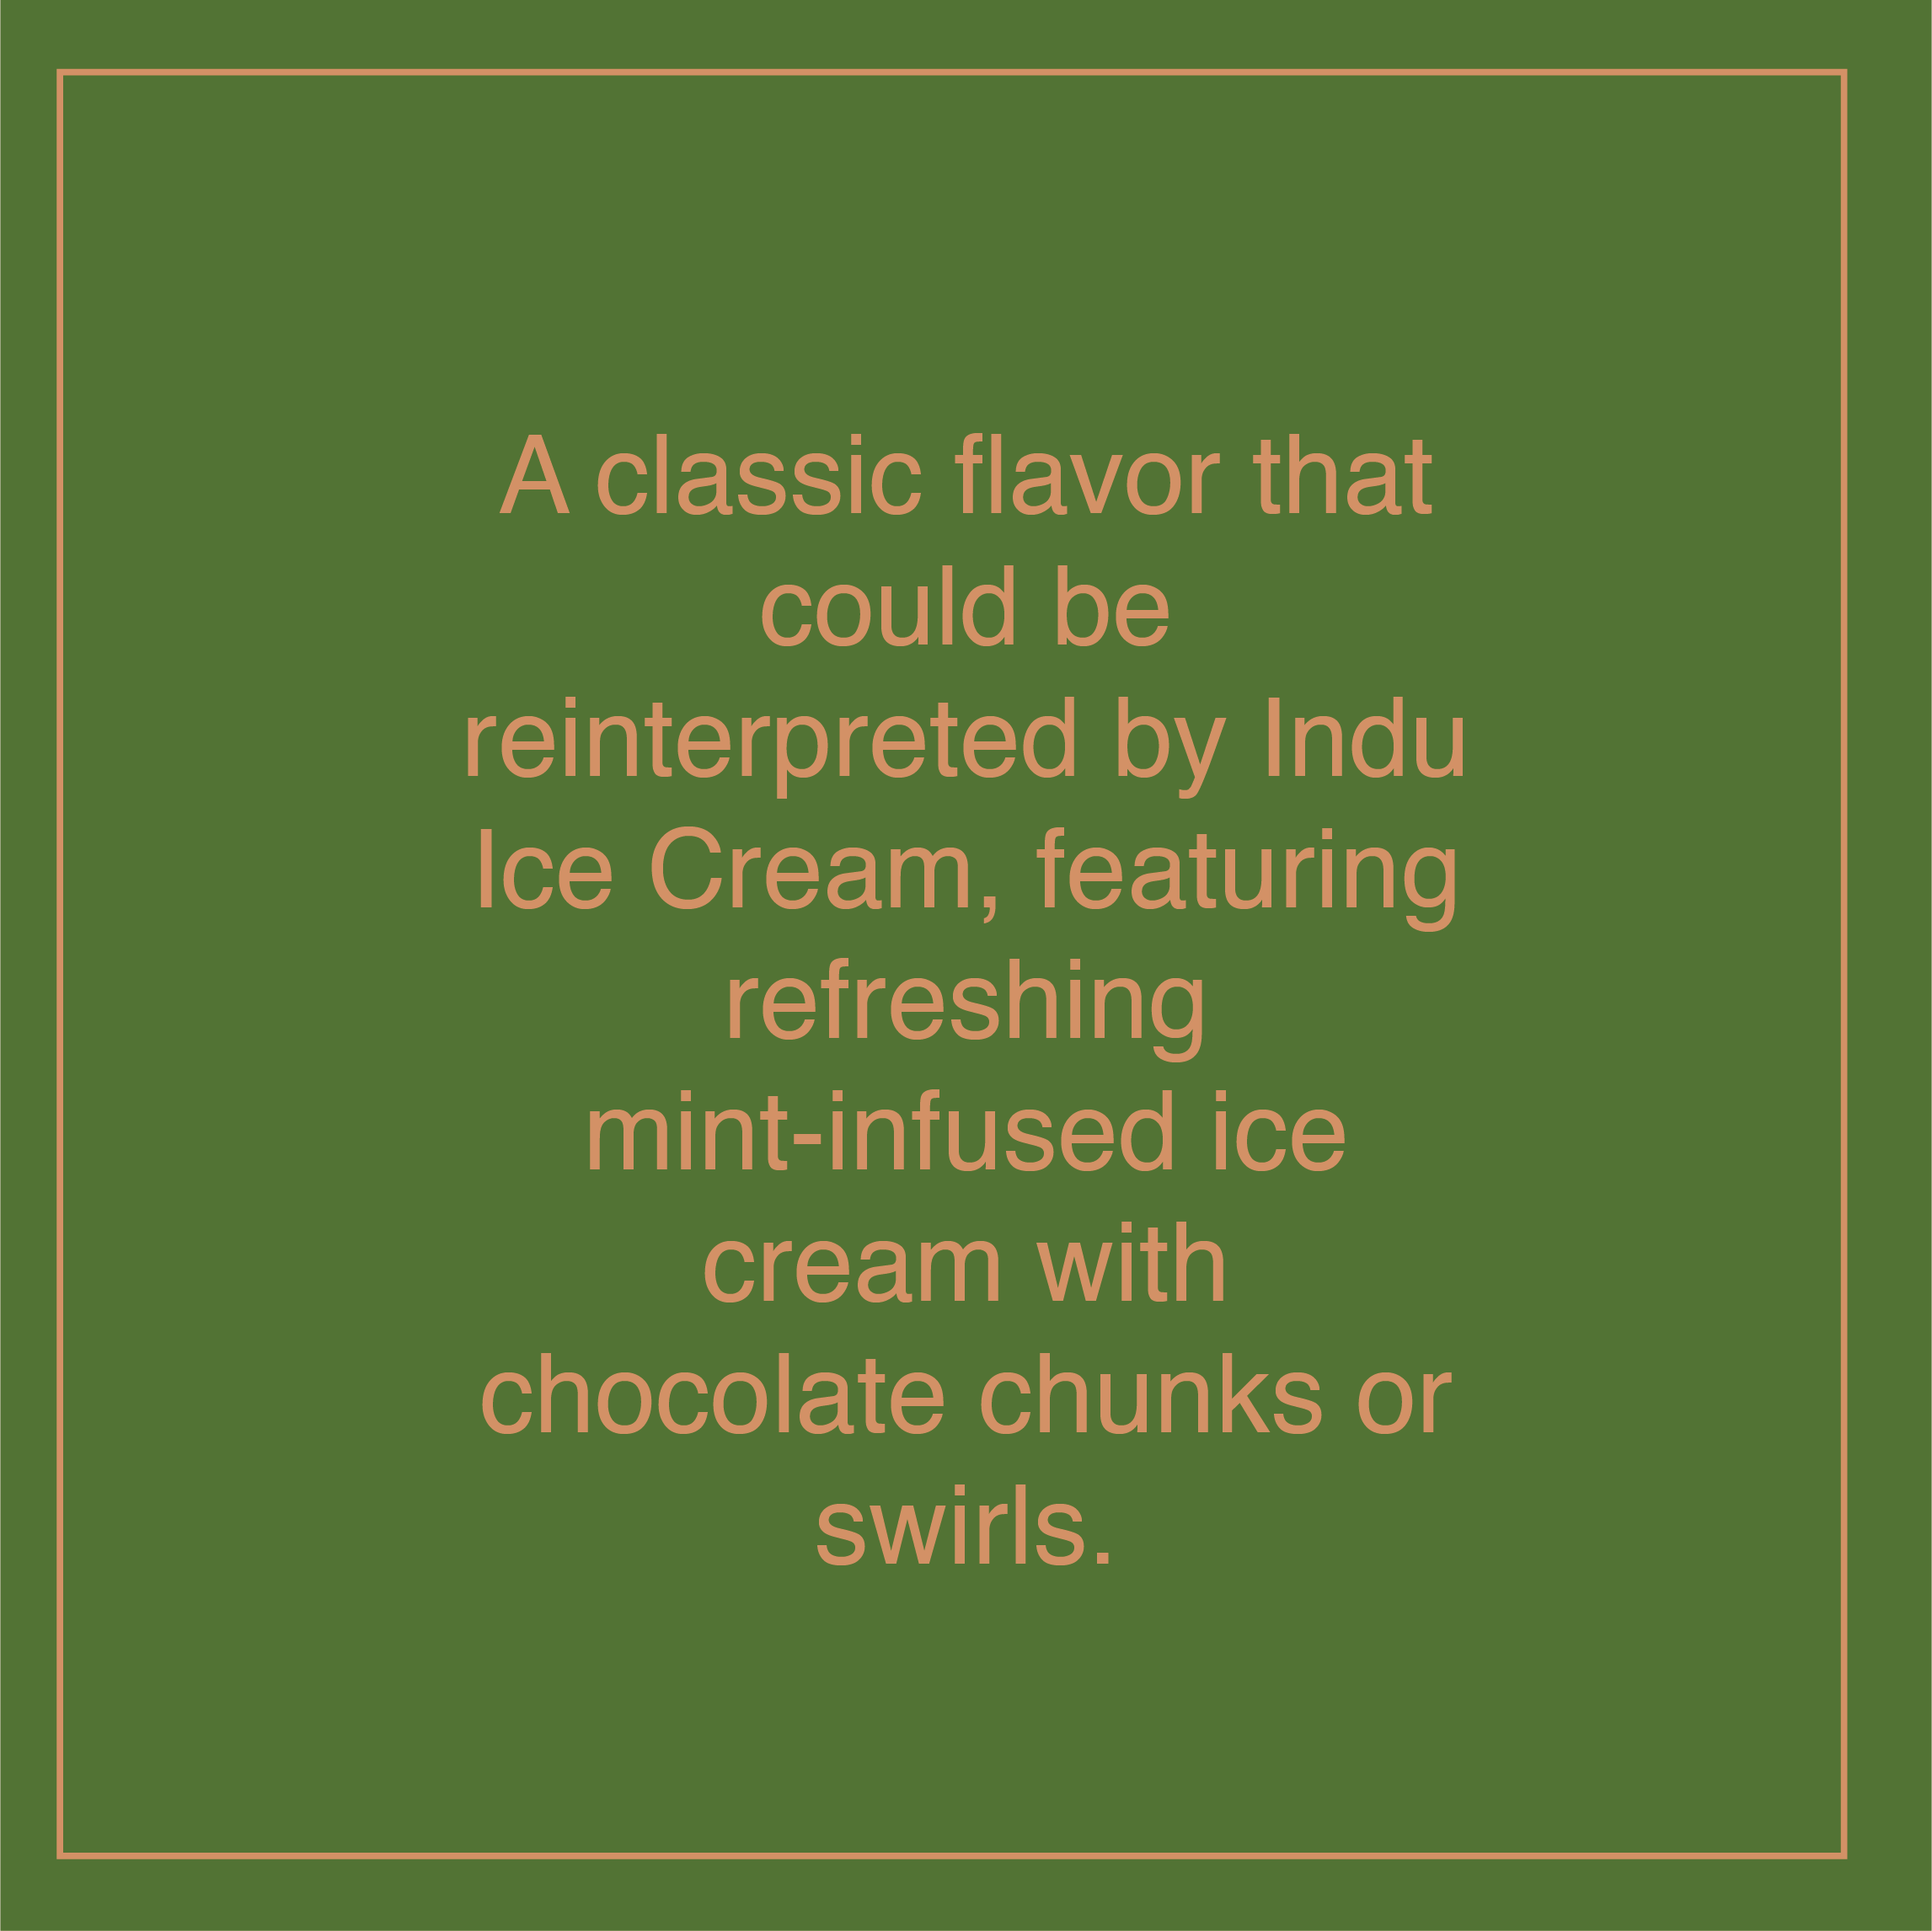 A classic flavor that
could be
reinterpreted by Indu
Ice Cream, featuring
refreshing
mint-infused ice
cream with
chocolate chunks or
swirls.